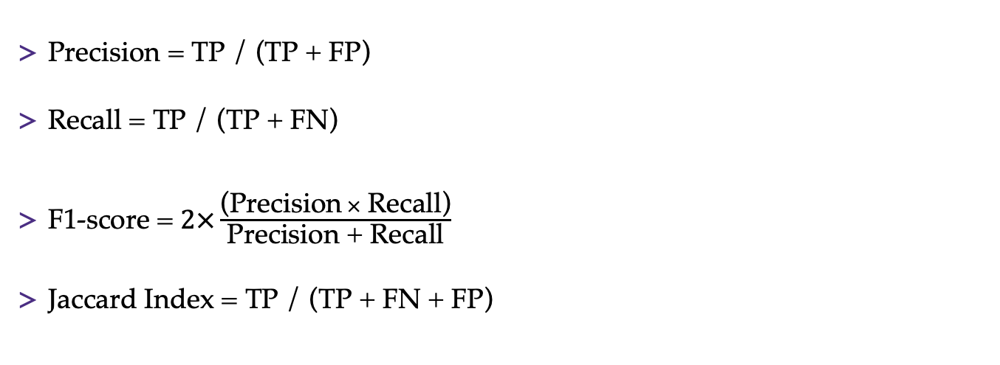 > Precision = TP / (TP + FP)
> Recall = TP / (TP + FN)
> F1-score = 2× (Precision × Recall) / Precision + Recall
> Jaccard Index = TP / (TP + FN + FP)